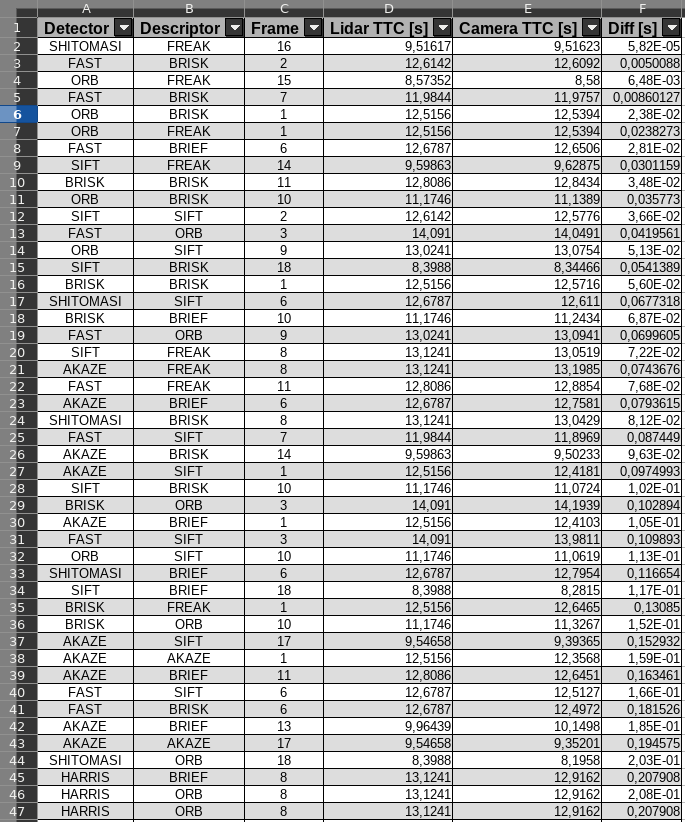 A B C D E F
1 Detector Descriptor Frame Lidar TTC [s] Camera TTC [s] Diff [s]
2 SHITOMASI FREAK 16 9,51617 9,51623 5,82E-05
3 FAST BRISK 2 12,6142 12,6092 0,0050088
4 ORB FREAK 15 8,57352 8,58 6,48E-03
5 FAST BRISK 7 11,9844 11,9757 0,00860127
6 ORB BRISK 1 12,5156 12,5394 2,38E-02
7 ORB FREAK 1 12,5156 12,5394 0,0238273
8 FAST BRIEF 6 12,6787 12,6506 2,81E-02
9 SIFT FREAK 14 9,59863 9,62875 0,0301159
10 BRISK BRISK 11 12,8086 12,8434 3,48E-02
11 ORB BRISK 10 11,1746 11,1389 0,035773
12 SIFT SIFT 2 12,6142 12,5776 3,66E-02
13 FAST ORB 3 14,091 14,0491 0,0419561
14 ORB SIFT 9 13,0241 13,0754 5,13E-02
15 SIFT BRISK 18 8,3988 8,34466 0,0541389
16 BRISK BRISK 1 12,5156 12,5716 5,60E-02
17 SHITOMASI SIFT 6 12,6787 12,611 0,0677318
18 BRISK BRIEF 10 11,1746 11,2434 6,87E-02
19 FAST ORB 9 13,0241 13,0941 0,0699605
20 SIFT FREAK 8 13,1241 13,0519 7,22E-02
21 AKAZE FREAK 8 13,1241 13,1985 0,0743676
22 FAST FREAK 11 12,8086 12,8854 7,68E-02
23 AKAZE BRIEF 6 12,6787 12,7581 0,0793615
24 SHITOMASI BRISK 8 13,1241 13,0429 8,12E-02
25 FAST SIFT 7 11,9844 11,8969 0,087449
26 AKAZE BRISK 14 9,59863 9,50233 9,63E-02
27 AKAZE SIFT 1 12,5156 12,4181 0,0974993
28 SIFT BRISK 10 11,1746 11,0724 1,02E-01
29 BRISK ORB 3 14,091 14,1939 0,102894
30 AKAZE BRIEF 1 12,5156 12,4103 1,05E-01
31 FAST SIFT 3 14,091 13,9811 0,109893
32 ORB SIFT 10 11,1746 11,0619 1,13E-01
33 SHITOMASI BRIEF 6 12,6787 12,7954 0,116654
34 SIFT BRIEF 18 8,3988 8,2815 1,17E-01
35 BRISK FREAK 1 12,5156 12,6465 0,13085
36 BRISK ORB 10 11,1746 11,3267 1,52E-01
37 AKAZE SIFT 17 9,54658 9,39365 0,152932
38 AKAZE AKAZE 1 12,5156 12,3568 1,59E-01
39 AKAZE BRIEF 11 12,8086 12,6451 0,163461
40 FAST SIFT 6 12,6787 12,5127 1,66E-01
41 FAST BRISK 6 12,6787 12,4972 0,181526
42 AKAZE BRIEF 13 9,96439 10,1498 1,85E-01
43 AKAZE AKAZE 17 9,54658 9,35201 0,194575
44 SHITOMASI ORB 18 8,3988 8,1958 2,03E-01
45 HARRIS BRIEF 8 13,1241 12,9162 0,207908
46 HARRIS ORB 8 13,1241 12,9162 2,08E-01
47 HARRIS ORB 8 13,1241 12,9162 0,207908